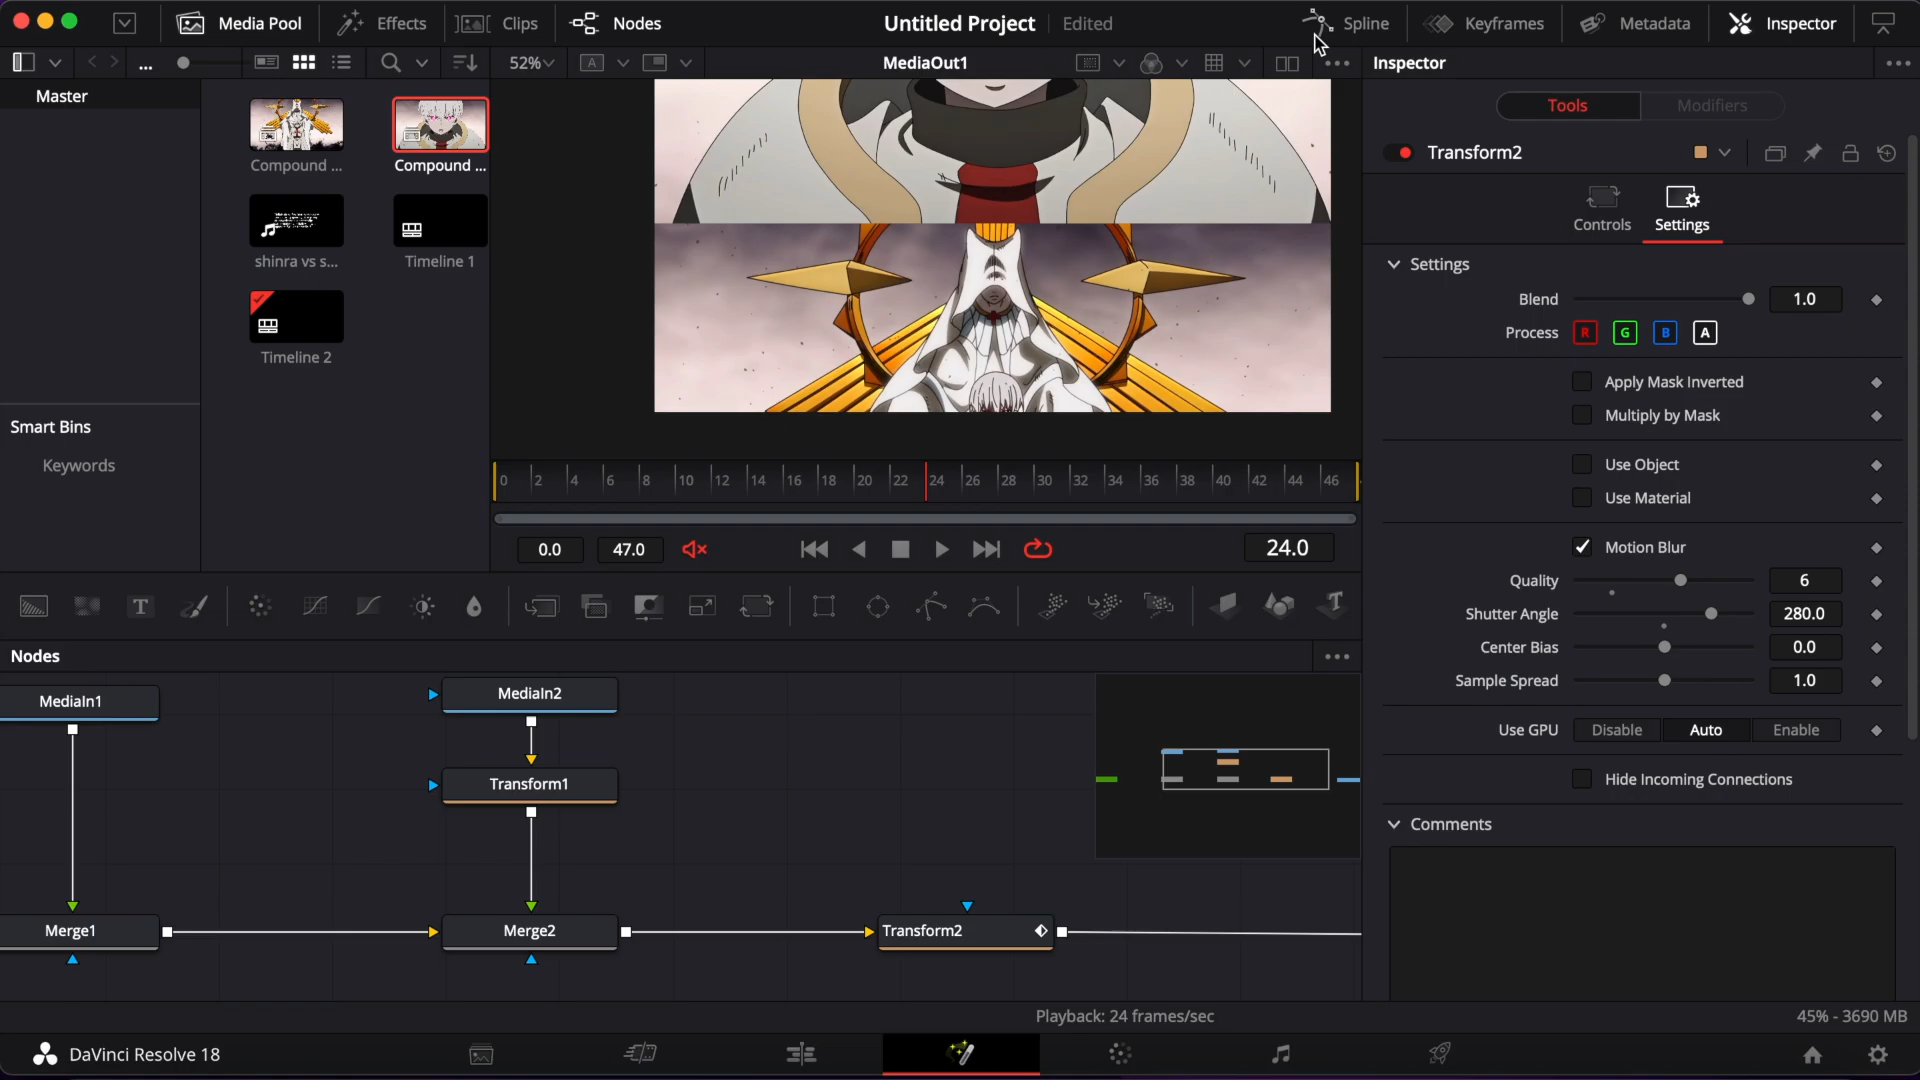 Media Pool
Effects
Clips
Nodes
Untitled Project
Edited
Spline
Keyframes
Metadata
Inspector
...
52%
A
MediaOut1
Inspector
Master
Compound ...
Compound ...
shinra vs s...
Timeline 1
Timeline 2
Smart Bins
Keywords
Tools
Modifiers
Transform2
Controls
Settings
Settings
Blend
1.0
Process
R
G
B
A
Apply Mask Inverted
Multiply by Mask
Use Object
Use Material
Motion Blur
Quality
6
Shutter Angle
280.0
Center Bias
0.0
Sample Spread
1.0
Use GPU
Disable
Auto
Enable
Hide Incoming Connections
Comments
0 2 4 6 8 10 12 14 16 18 20 22 24 26 28 30 32 34 36 38 40 42 44 46
0.0
47.0
24.0
T
T
Nodes
MediaIn1
MediaIn2
Transform1
Merge1
Merge2
Transform2
Playback: 24 frames/sec
45% - 3690 MB
DaVinci Resolve 18